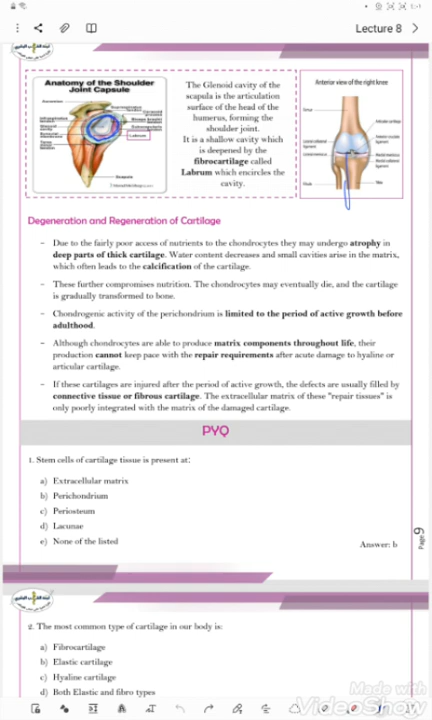 Lecture 8
Anatomy of the Shoulder
Joint Capsule
Labrum
The Glenoid cavity of the
scapula is the articulation
surface of the head of the
humerus, forming the
shoulder joint.
It is a shallow cavity which
is deepened by the
fibrocartilage called
Labrum which encircles the
cavity.
Anterior view of the right knee
Degeneration and Regeneration of Cartilage
- Due to the fairly poor access of nutrients to the chondrocytes they may undergo atrophy in
deep parts of thick cartilage. Water content decreases and small cavities arise in the matrix,
which often leads to the calcification of the cartilage.
- These further compromises nutrition. The chondrocytes may eventually die, and the cartilage
is gradually transformed to bone.
- Chondrogenic activity of the perichondrium is limited to the period of active growth before
adulthood.
- Although chondrocytes are able to produce matrix components throughout life, their
production cannot keep pace with the repair requirements after acute damage to hyaline or
articular cartilage.
- If these cartilages are injured after the period of active growth, the defects are usually filled by
connective tissue or fibrous cartilage. The extracellular matrix of these "repair tissues" is
only poorly integrated with the matrix of the damaged cartilage.
PYQ
1. Stem cells of cartilage tissue is present at:
a) Extracellular matrix
b) Perichondrium
c) Periosteum
d) Lacunae
e) None of the listed
Answer: b
Page 9
2. The most common type of cartilage in our body is:
a) Fibrocartilage
b) Elastic cartilage
c) Hyaline cartilage
d) Both Elastic and fibro types
Made with
VideoShow